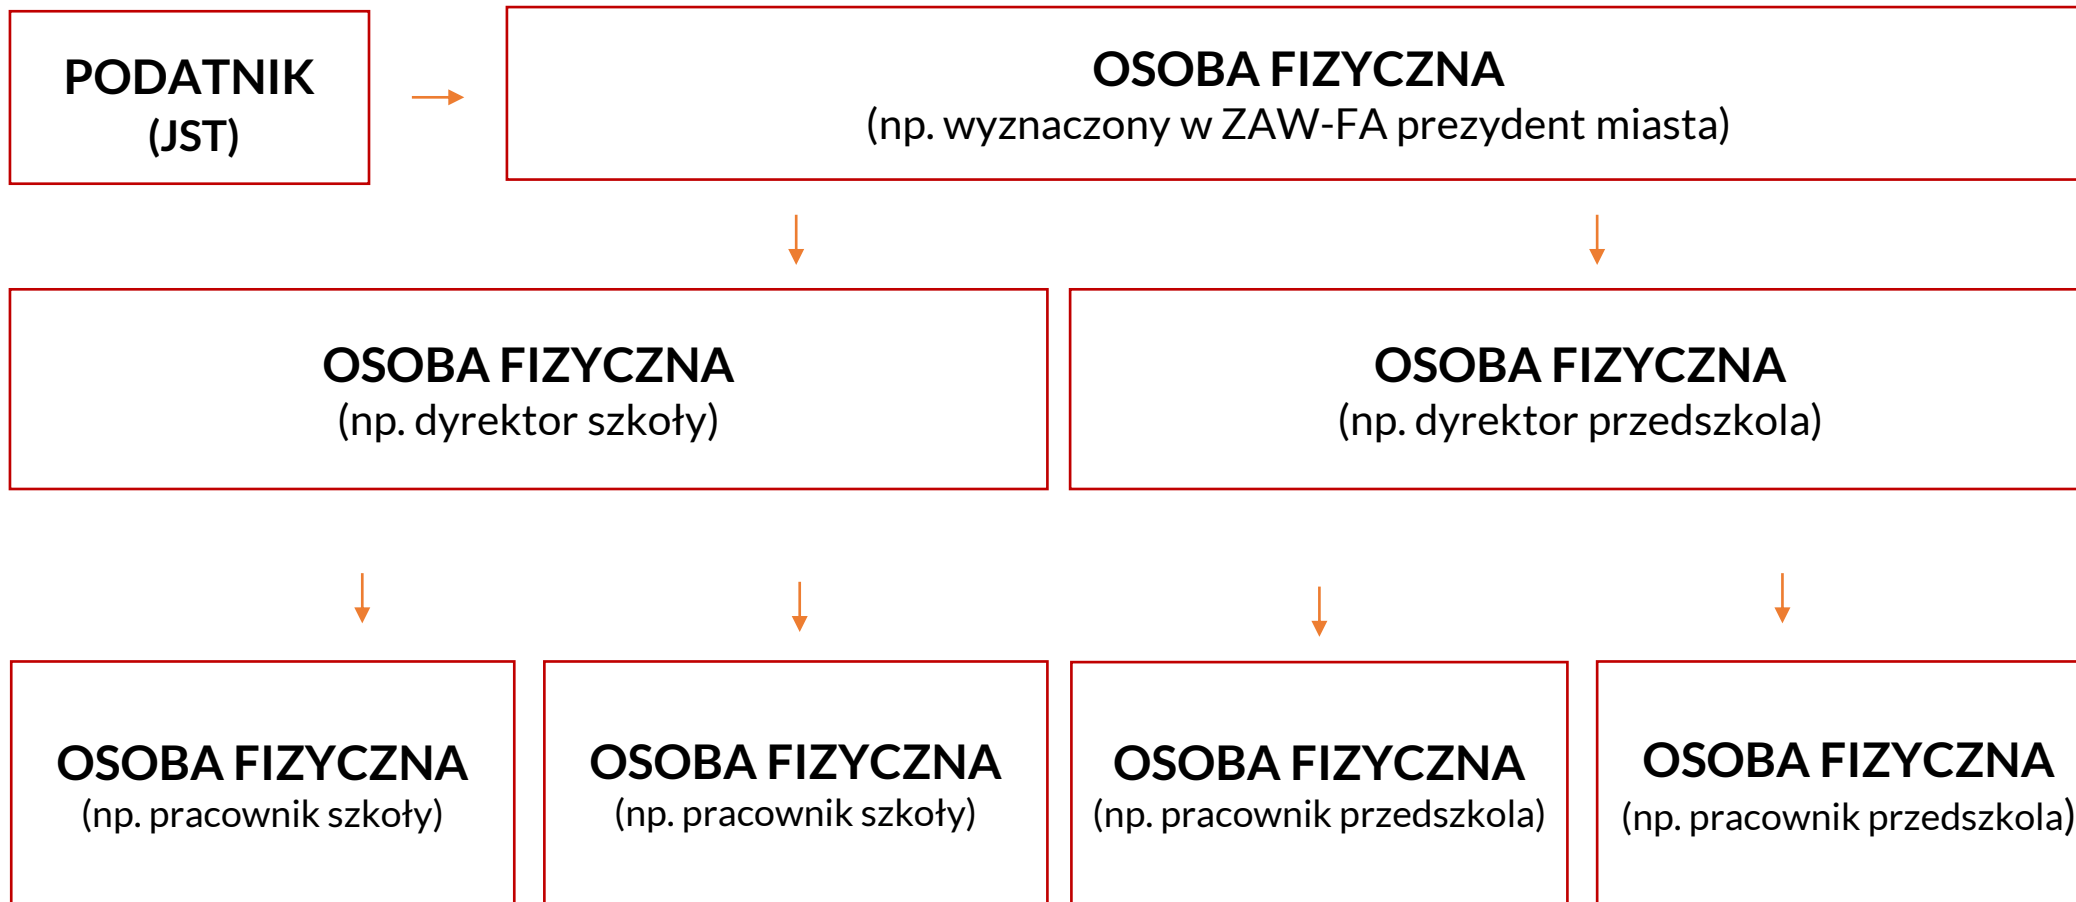 PODATNIK
(JST)
OSOBA FIZYCZNA
(np. wyznaczony w ZAW-FA prezydent miasta)
OSOBA FIZYCZNA
(np. dyrektor szkoły)
OSOBA FIZYCZNA
(np. dyrektor przedszkola)
OSOBA FIZYCZNA
(np. pracownik szkoły)
OSOBA FIZYCZNA
(np. pracownik szkoły)
OSOBA FIZYCZNA
(np. pracownik przedszkola)
OSOBA FIZYCZNA
(np. pracownik przedszkola)